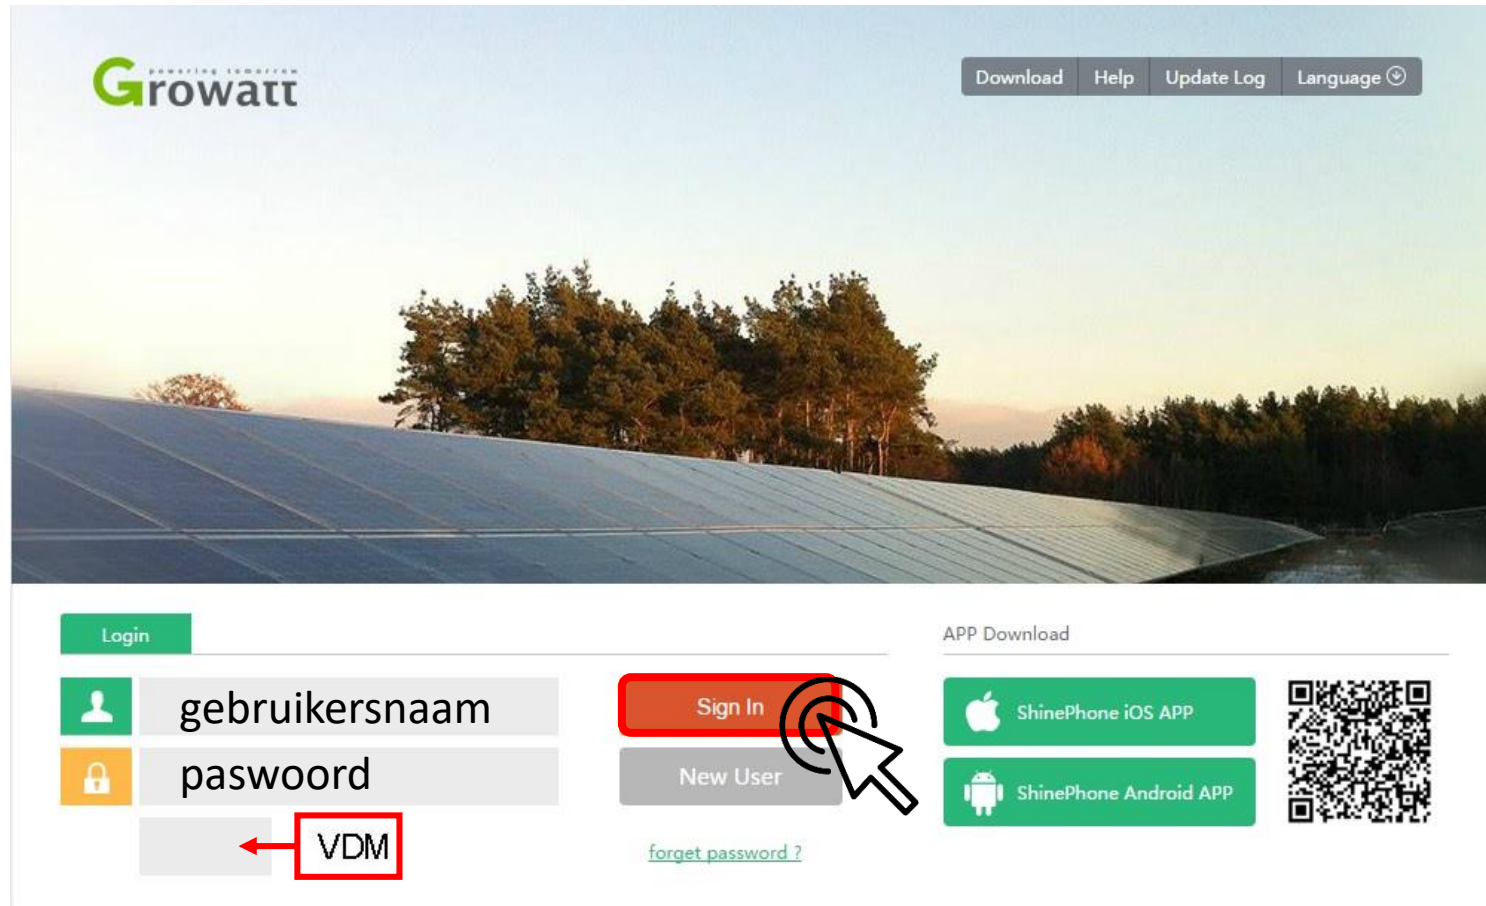 powering tomorrow
Growatt
Download Help Update Log Language
Login
gebruikersnaam
paswoord
VDM
Sign In
New User
forget password ?
APP Download
ShinePhone iOS APP
ShinePhone Android APP